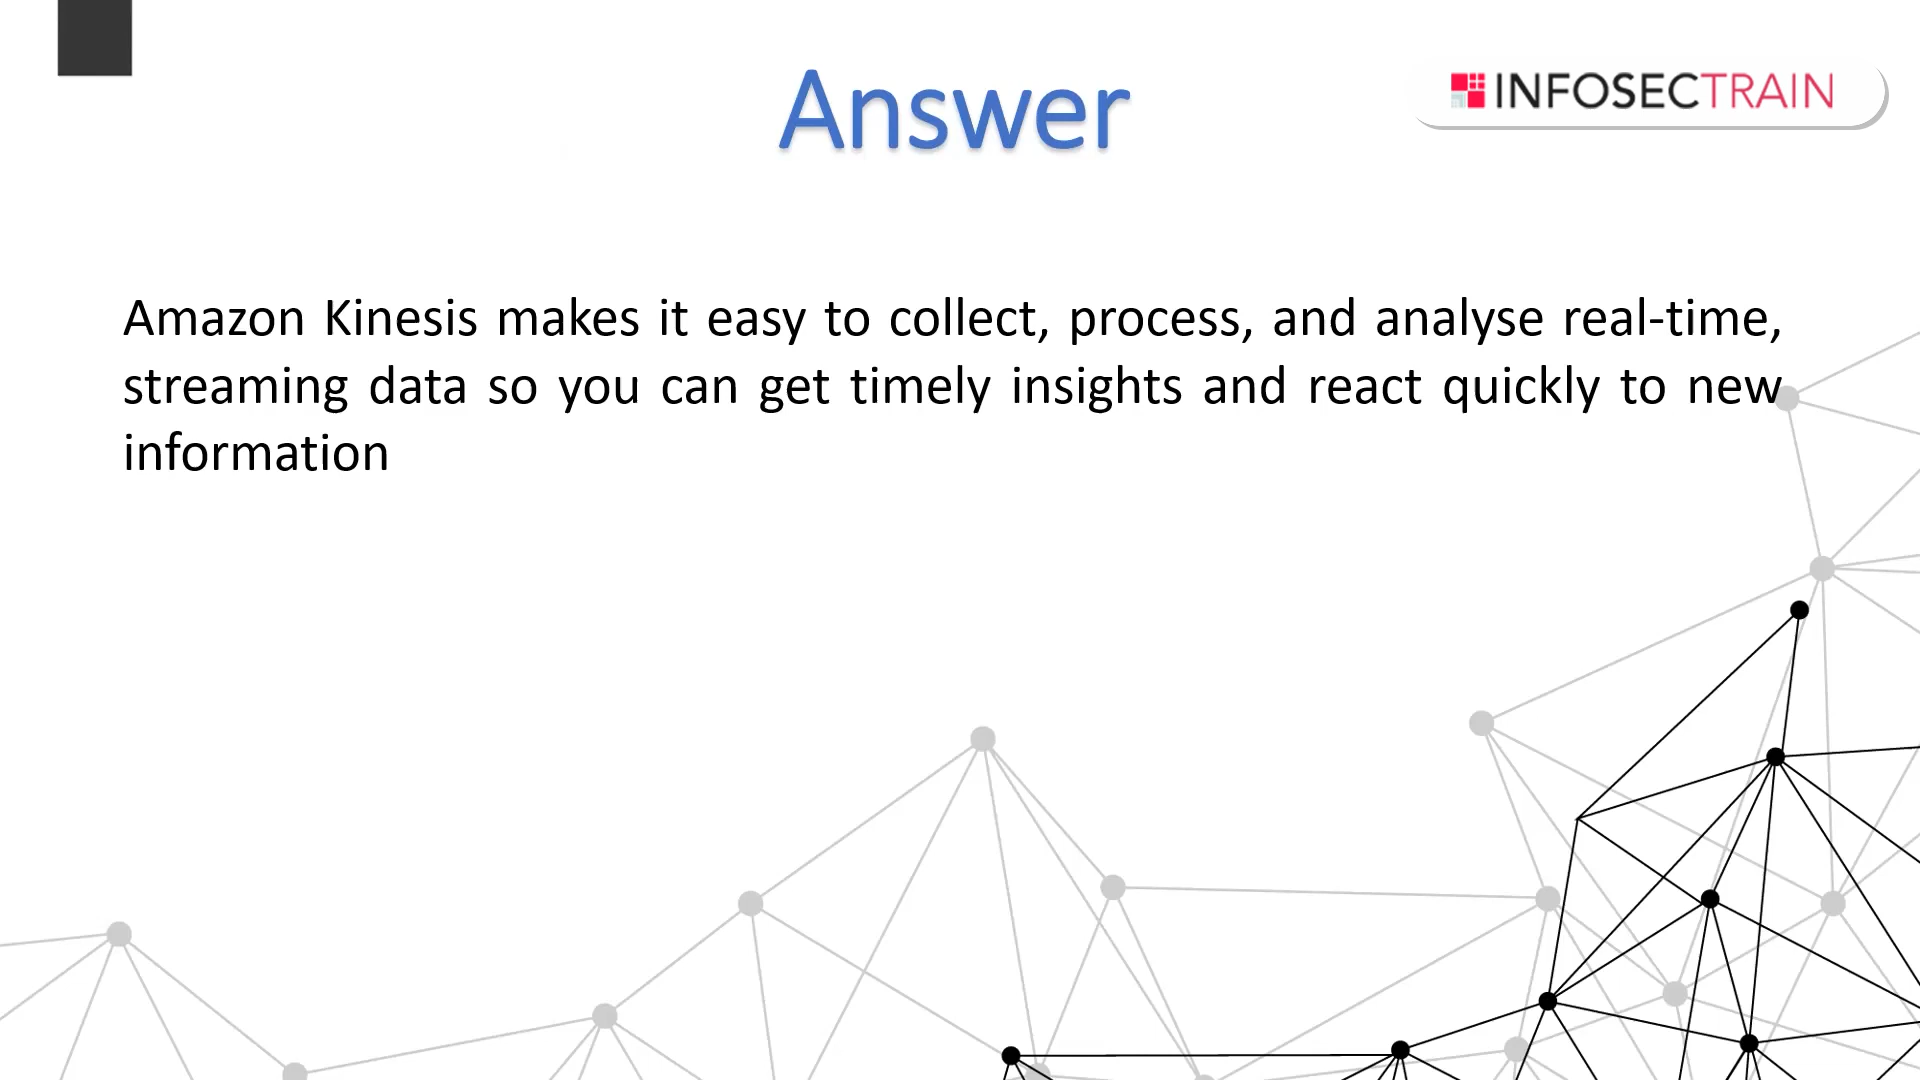 Answer
INFOSECTRAIN
Amazon Kinesis makes it easy to collect, process, and analyse real-time,
streaming data so you can get timely insights and react quickly to new
information